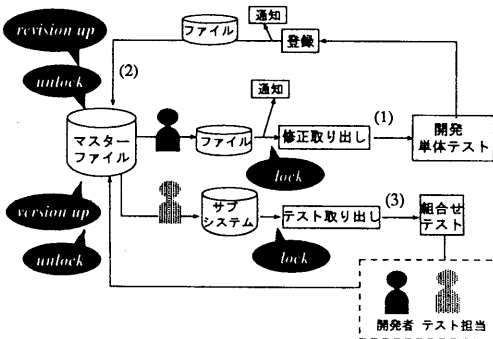 revision up
ファイル
通知
登録
unlock
(2)
通知
マスター
ファイル
ファイル
修正取り出し
(1)
開発
単体テスト
lock
version up
サブ
システム
テスト取り出し
(3)
組合せ
テスト
unlock
lock
開発者 テスト担当